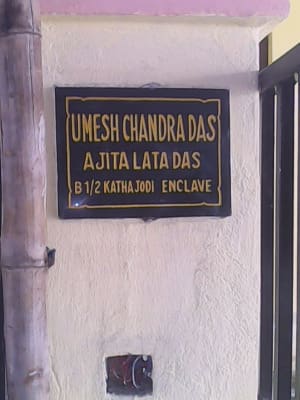 UMESH CHANDRA DAS
AJITA LATA DAS
B 1/2 KATHAJODI ENCLAVE